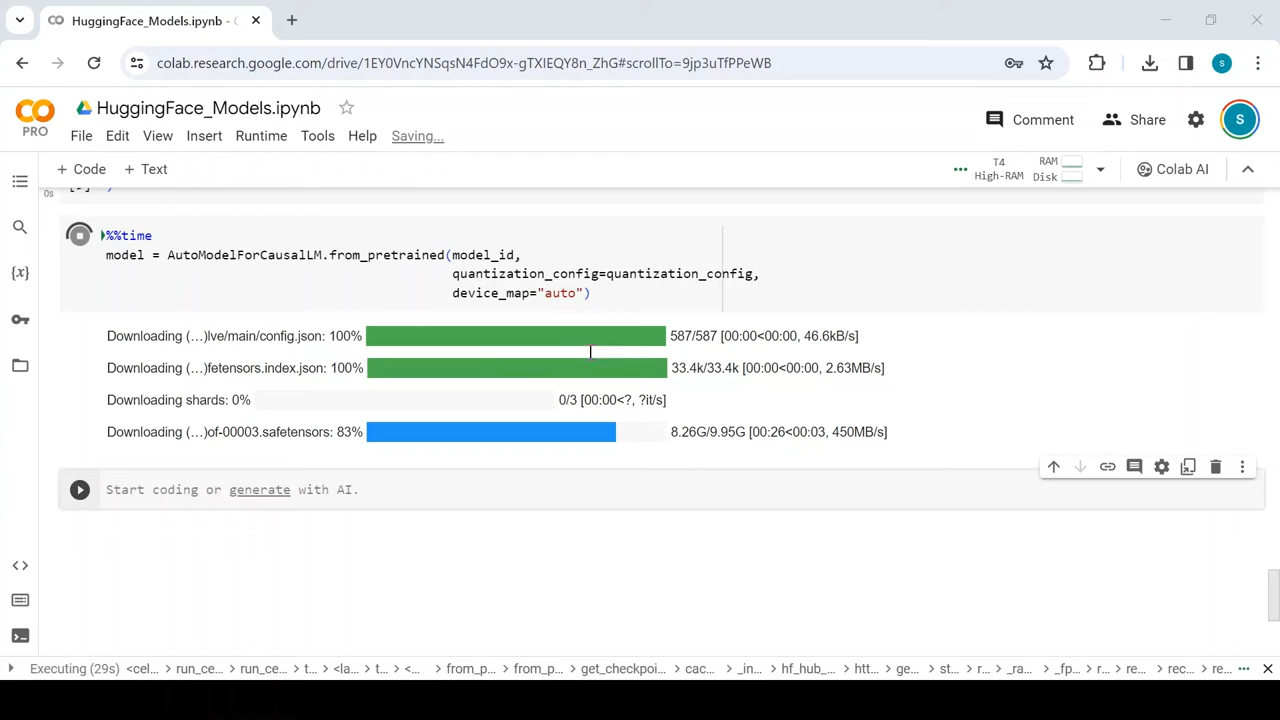 HuggingFace_Models.ipynb - C
colab.research.google.com/drive/1EY0VncYNSqsN4FdO9x-gTXlEQY8n_ZhG#scrollTo=9jp3uTfPPeWB
S
CO
PRO
HuggingFace_Models.ipynb
Comment
Share
S
File Edit View Insert Runtime Tools Help Saving...
+ Code + Text
T4
High-RAM
RAM
Disk
Colab AI
0s
%%time
model = AutoModelForCausalLM.from_pretrained(model_id,
quantization_config=quantization_config,
device_map="auto")
Downloading (…)lve/main/config.json: 100% 587/587 [00:00<00:00, 46.6kB/s]
Downloading (…)fetensors.index.json: 100% 33.4k/33.4k [00:00<00:00, 2.63MB/s]
Downloading shards: 0% 0/3 [00:00<?, ?it/s]
Downloading (…)of-00003.safetensors: 83% 8.26G/9.95G [00:26<00:03, 450MB/s]
Start coding or generate with AI.
Executing (29s) <cel… > run_ce… > run_ce… > t… > <la… > t… > <… > from_p… > from_p… > get_checkpoi… > cac… > _in… > hf_hub_… > htt… > ge… > st… > r… > _ra… > _fp… > r… > re… > rec… > re…